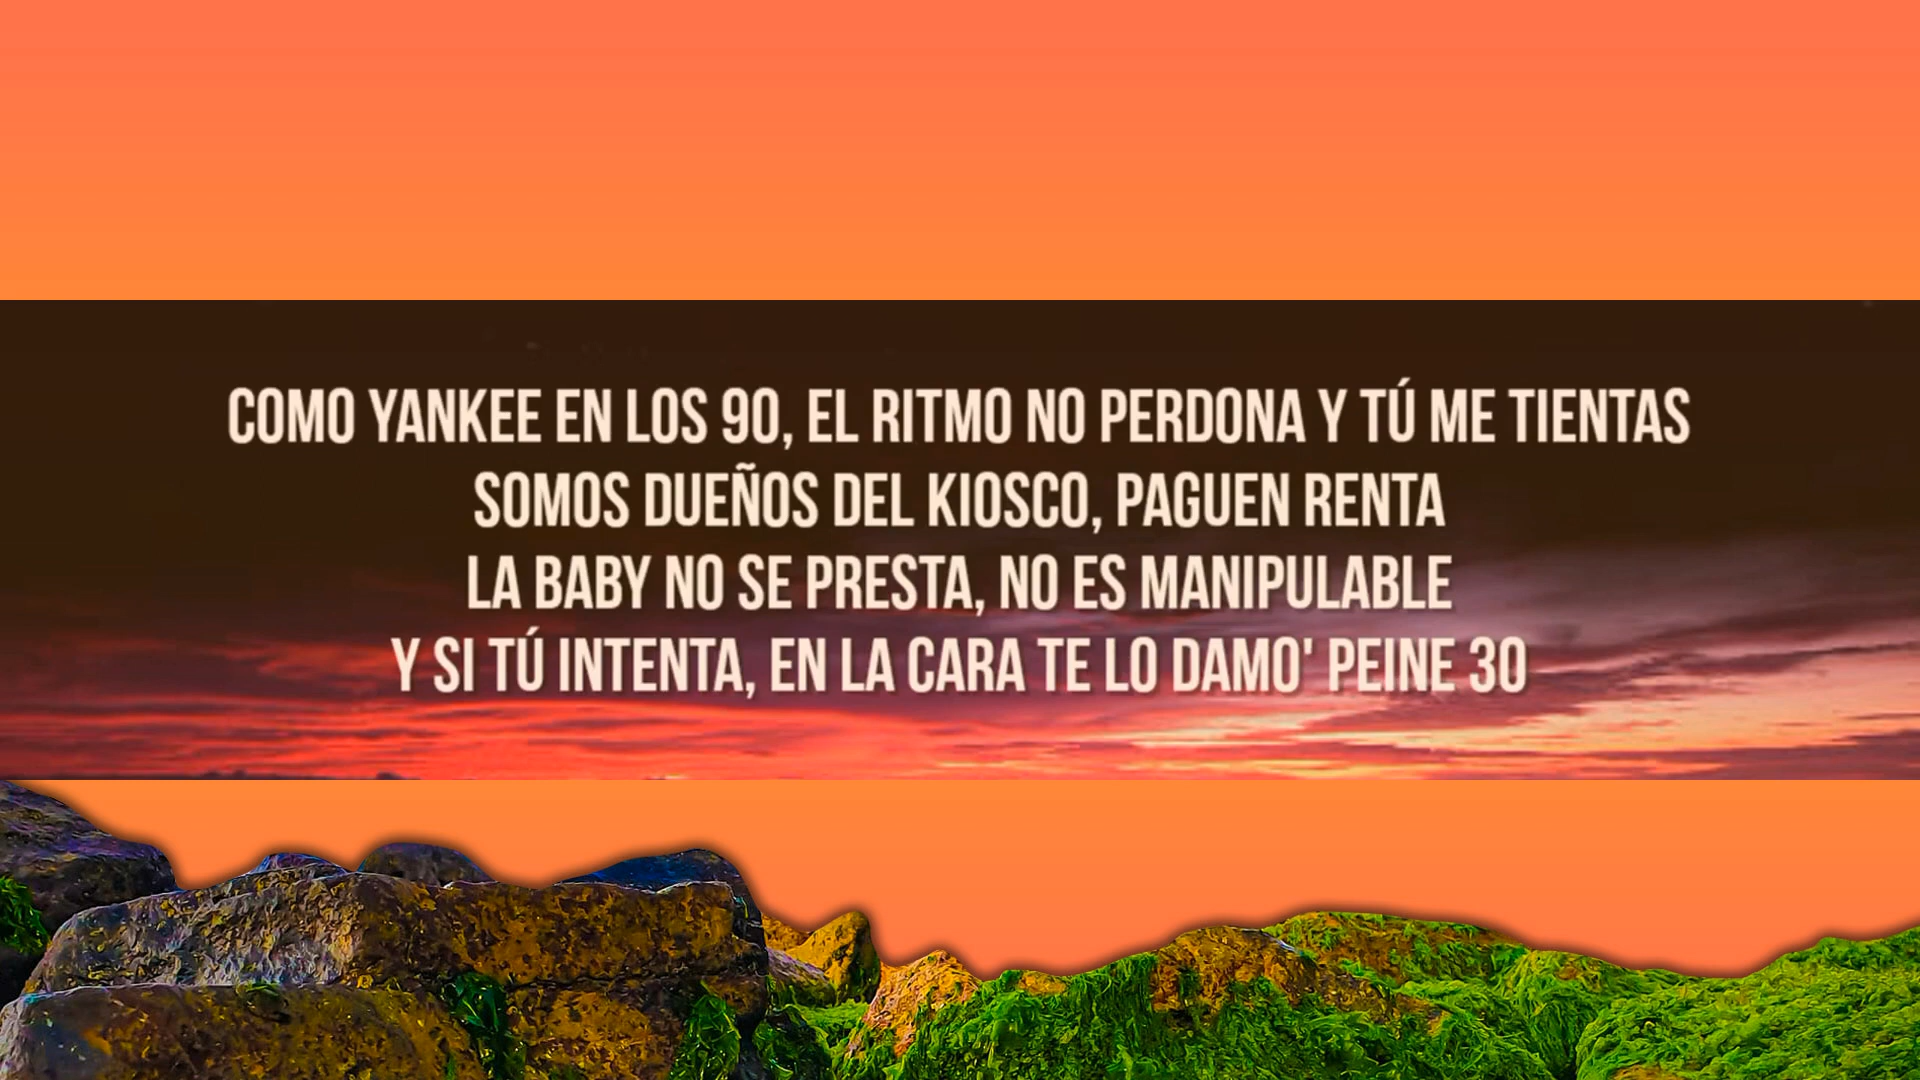 COMO YANKEE EN LOS 90, EL RITMO NO PERDONA Y TÚ ME TIENTAS
SOMOS DUEÑOS DEL KIOSCO, PAGUEN RENTA
LA BABY NO SE PRESTA, NO ES MANIPULABLE
Y SI TÚ INTENTA, EN LA CARA TE LO DAMO' PEINE 30